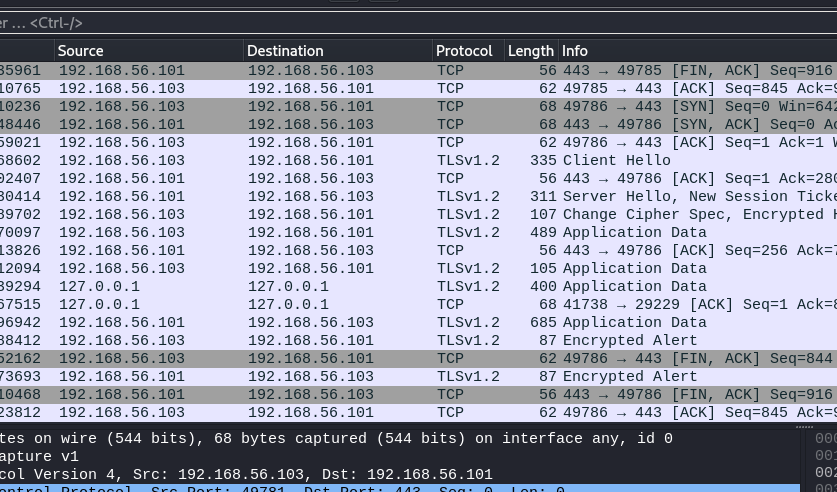 er … <Ctrl-/>
Source Destination Protocol Length Info
35961 192.168.56.101 192.168.56.103 TCP 56 443 → 49785 [FIN, ACK] Seq=916
10765 192.168.56.103 192.168.56.101 TCP 62 49785 → 443 [ACK] Seq=845 Ack=9
10236 192.168.56.103 192.168.56.101 TCP 68 49786 → 443 [SYN] Seq=0 Win=642
48446 192.168.56.101 192.168.56.103 TCP 68 443 → 49786 [SYN, ACK] Seq=0 Ac
59021 192.168.56.103 192.168.56.101 TCP 62 49786 → 443 [ACK] Seq=1 Ack=1 W
68602 192.168.56.103 192.168.56.101 TLSv1.2 335 Client Hello
02407 192.168.56.101 192.168.56.103 TCP 56 443 → 49786 [ACK] Seq=1 Ack=280
30414 192.168.56.101 192.168.56.103 TLSv1.2 311 Server Hello, New Session Ticke
39702 192.168.56.103 192.168.56.101 TLSv1.2 107 Change Cipher Spec, Encrypted H
70097 192.168.56.103 192.168.56.101 TLSv1.2 489 Application Data
13826 192.168.56.101 192.168.56.103 TCP 56 443 → 49786 [ACK] Seq=256 Ack=7
12094 192.168.56.103 192.168.56.101 TLSv1.2 105 Application Data
39294 127.0.0.1 127.0.0.1 TLSv1.2 400 Application Data
67515 127.0.0.1 127.0.0.1 TCP 68 41738 → 29229 [ACK] Seq=1 Ack=8
96942 192.168.56.101 192.168.56.103 TLSv1.2 685 Application Data
38412 192.168.56.103 192.168.56.101 TLSv1.2 87 Encrypted Alert
52162 192.168.56.103 192.168.56.101 TCP 62 49786 → 443 [FIN, ACK] Seq=844
73693 192.168.56.101 192.168.56.103 TLSv1.2 87 Encrypted Alert
10468 192.168.56.101 192.168.56.103 TCP 56 443 → 49786 [FIN, ACK] Seq=916
23812 192.168.56.103 192.168.56.101 TCP 62 49786 → 443 [ACK] Seq=845 Ack=9
tes on wire (544 bits), 68 bytes captured (544 bits) on interface any, id 0
apture v1
col Version 4, Src: 192.168.56.103, Dst: 192.168.56.101
ontrol Protocol, Src Port: 49781, Dst Port: 443, Seq: 0, Len: 0
000
001
002